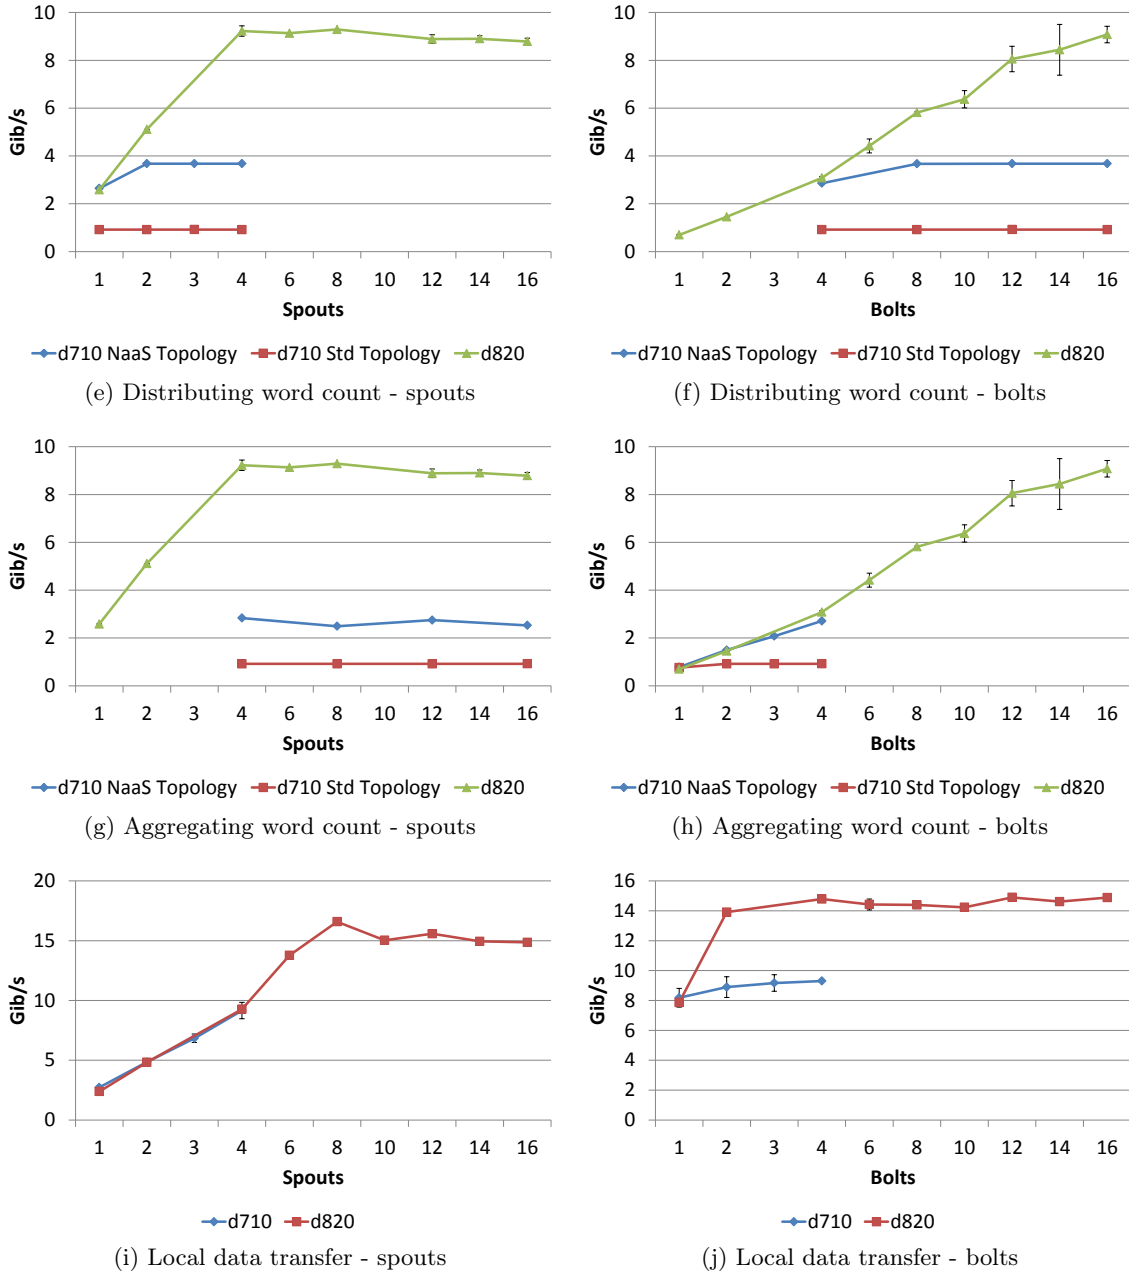 10
8
6
4
2
0
Gib/s
1 2 3 4 6 8 10 12 14 16
Spouts
d710 NaaS Topology d710 Std Topology d820
(e) Distributing word count - spouts
10
8
6
4
2
0
Gib/s
1 2 3 4 6 8 10 12 14 16
Bolts
d710 NaaS Topology d710 Std Topology d820
(f) Distributing word count - bolts
10
8
6
4
2
0
Gib/s
1 2 3 4 6 8 10 12 14 16
Spouts
d710 NaaS Topology d710 Std Topology d820
(g) Aggregating word count - spouts
10
8
6
4
2
0
Gib/s
1 2 3 4 6 8 10 12 14 16
Bolts
d710 NaaS Topology d710 Std Topology d820
(h) Aggregating word count - bolts
20
15
10
5
0
Gib/s
1 2 3 4 6 8 10 12 14 16
Spouts
d710 d820
(i) Local data transfer - spouts
16
14
12
10
8
6
4
2
0
Gib/s
1 2 3 4 6 8 10 12 14 16
Bolts
d710 d820
(j) Local data transfer - bolts